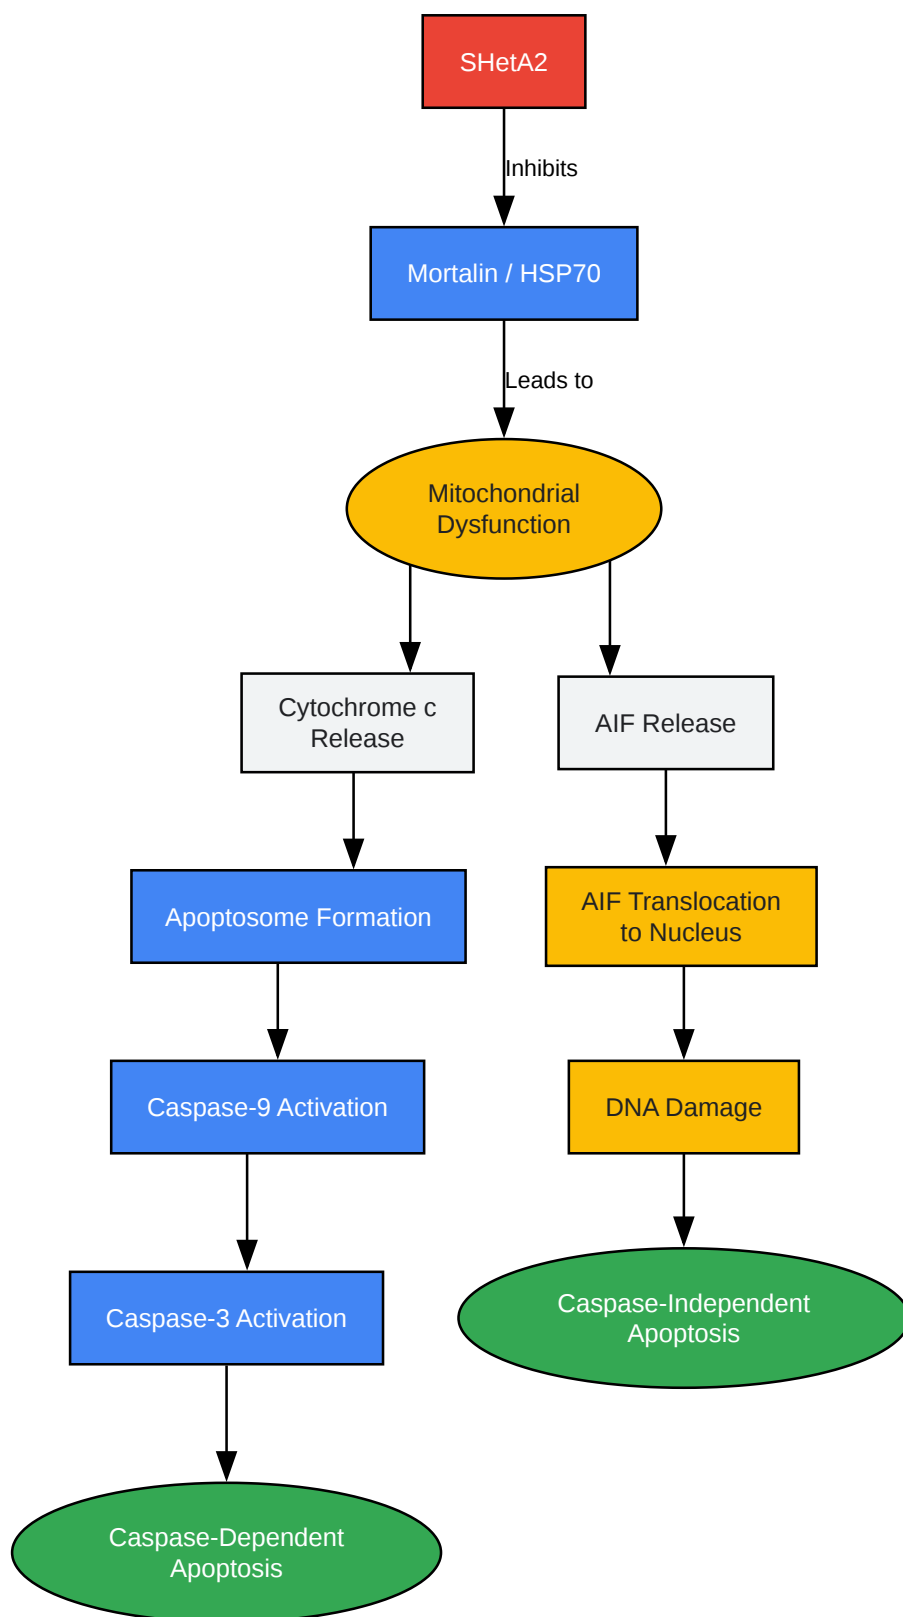 SHetA2
Inhibits
Mortalin / HSP70
Leads to
Mitochondrial
Dysfunction
Cytochrome c
Release
AIF Release
Apoptosome Formation
AIF Translocation
to Nucleus
Caspase-9 Activation
DNA Damage
Caspase-3 Activation
Caspase-Independent
Apoptosis
Caspase-Dependent
Apoptosis